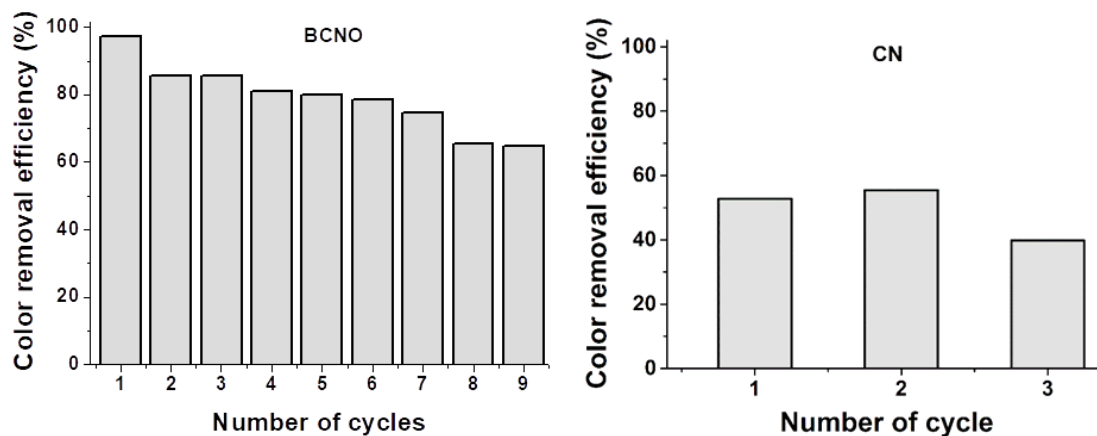 BCNO
Color removal efficiency (%)
100
80
60
40
20
0
1 2 3 4 5 6 7 8 9
Number of cycles
CN
Color removal efficiency (%)
100
80
60
40
20
0
1 2 3
Number of cycle